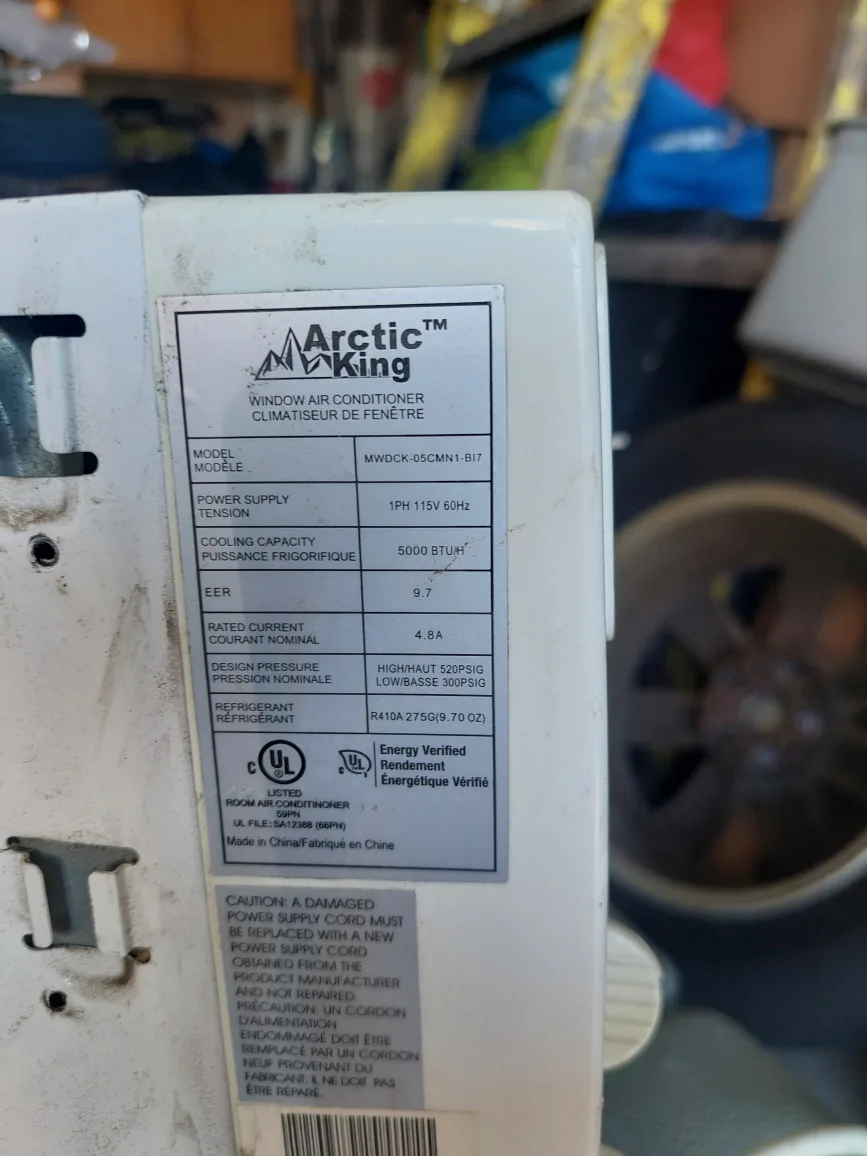 Arctic™
King
WINDOW AIR CONDITIONER
CLIMATISEUR DE FENÊTRE
MODEL MWDCK-05CMN1-BI7
MODÈLE
POWER SUPPLY 1PH 115V 60Hz
TENSION
COOLING CAPACITY 5000 BTU/H
PUISSANCE FRIGORIFIQUE
EER 9.7
RATED CURRENT 4.8A
COURANT NOMINAL
DESIGN PRESSURE HIGH/HAUT 520PSIG
PRESSION NOMINALE LOW/BASSE 300PSIG
REFRIGERANT R410A 275G(9.70 OZ)
RÉFRIGÉRANT
c UL ®
LISTED
ROOM AIR CONDITINONER
59PN
UL FILE: SA12388 (66PN)
c UL
Energy Verified
Rendement
Énergétique Vérifié
Made in China/Fabriqué en Chine
CAUTION: A DAMAGED
POWER SUPPLY CORD MUST
BE REPLACED WITH A NEW
POWER SUPPLY CORD
OBTAINED FROM THE
PRODUCT MANUFACTURER
AND NOT REPAIRED.
PRÉCAUTION: UN CORDON
D'ALIMENTATION
ENDOMMAGÉ DOIT ÊTRE
REMPLACÉ PAR UN CORDON
NEUF PROVENANT DU
FABRICANT, IL NE DOIT PAS
ÊTRE RÉPARÉ.